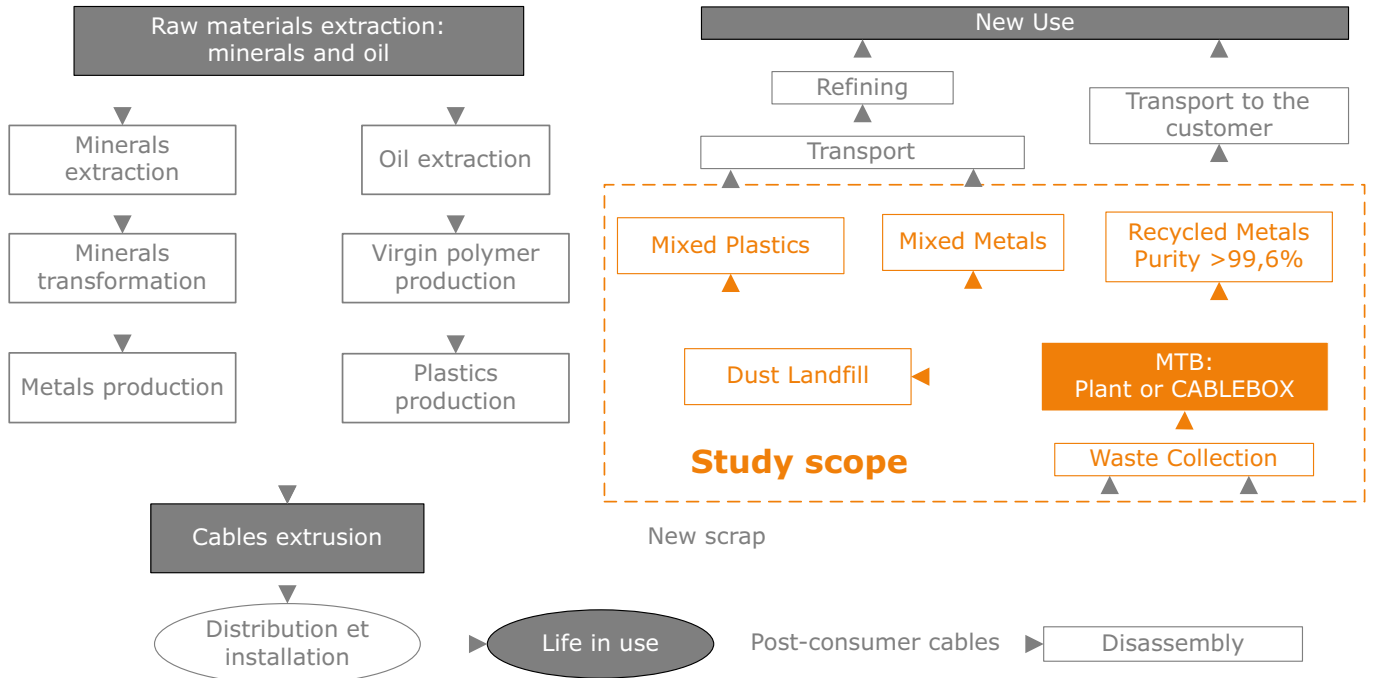 Raw materials extraction:
minerals and oil
Minerals
extraction
Oil extraction
Minerals
transformation
Virgin polymer
production
Metals production
Plastics
production
Cables extrusion
Distribution et
installation
Life in use
New Use
Refining
Transport
Transport to the
customer
Mixed Plastics
Mixed Metals
Recycled Metals
Purity >99,6%
Dust Landfill
MTB:
Plant or CABLEBOX
Study scope
Waste Collection
New scrap
Post-consumer cables
Disassembly